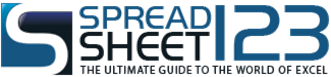 SPREAD
SHEET 123
THE ULTIMATE GUIDE TO THE WORLD OF EXCEL